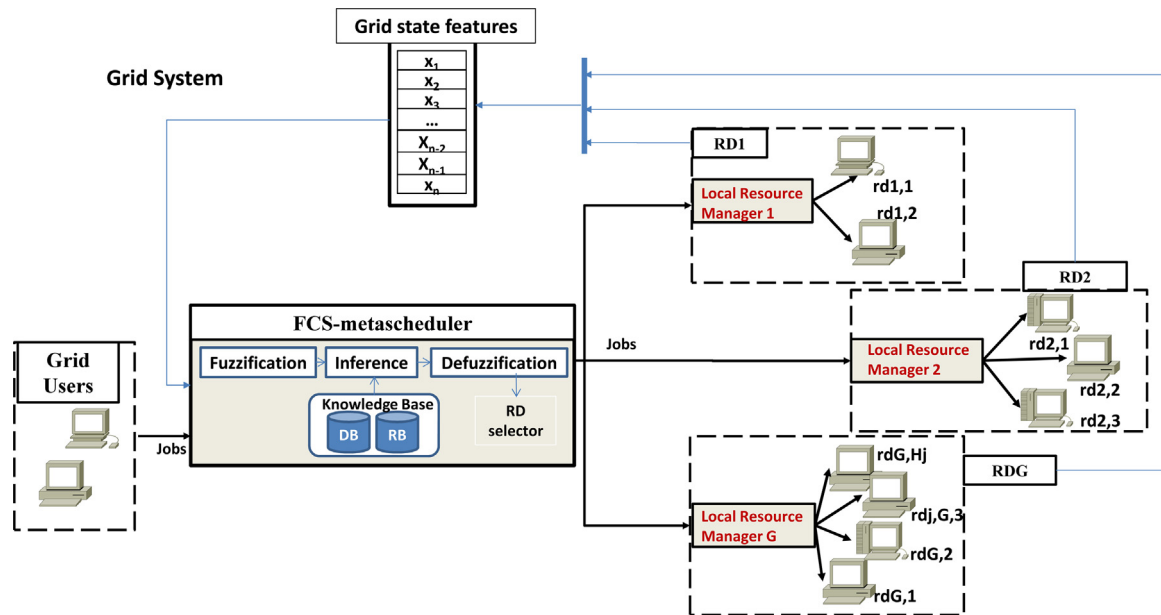 Grid state features
x1
x2
x3
...
Xn-2
Xn-1
xn
Grid System
RD1
Local Resource
Manager 1
rd1,1
rd1,2
RD2
Local Resource
Manager 2
rd2,1
rd2,2
rd2,3
FCS-metascheduler
Fuzzification
Inference
Defuzzification
Knowledge Base
DB
RB
RD
selector
Jobs
Grid
Users
Jobs
RDG
Local Resource
Manager G
rdG,Hj
rdj,G,3
rdG,2
rdG,1